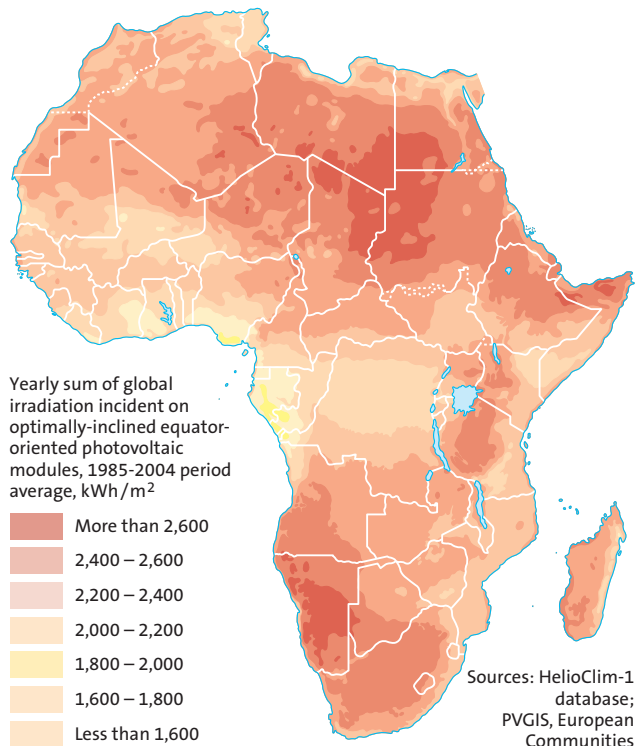 Yearly sum of global
irradiation incident on
optimally-inclined equator-
oriented photovoltaic
modules, 1985-2004 period
average, kWh/m²
More than 2,600
2,400 – 2,600
2,200 – 2,400
2,000 – 2,200
1,800 – 2,000
1,600 – 1,800
Less than 1,600
Sources: HelioClim-1
database;
PVGIS, European
Communities